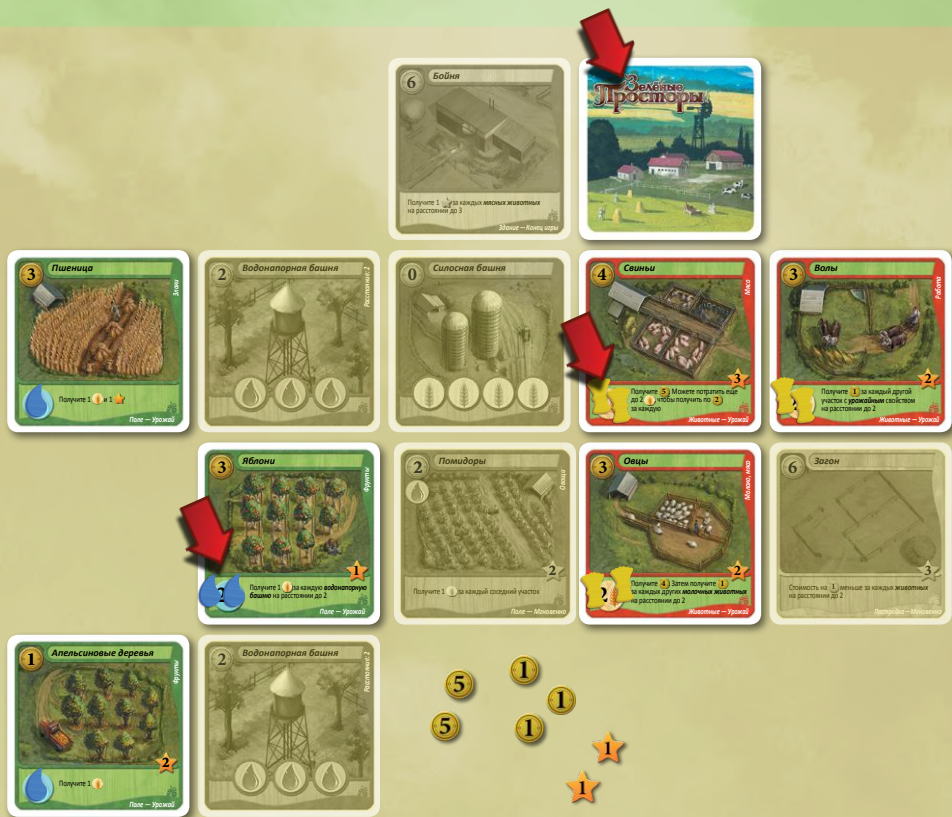 6 Бойня
Получите 1 за каждых мясных животных
на расстоянии до 3
Здание — Конец игры
Зелёные
Просторы
3 Пшеница
Злаки
Получите 1 и 1
Поле — Урожай
2 Водонапорная башня
Расстояние: 2
0 Силосная башня
4 Свиньи
Мясо
3
Получите 5 Можете потратить ещё
до 2 чтобы получить по 2
за каждую
Животные — Урожай
3 Волы
Работа
2
Получите 1 за каждый другой
участок с урожайным свойством
на расстоянии до 2
Животные — Урожай
3 Яблони
Фрукты
1
2
Получите 1 за каждую водонапорную
башню на расстоянии до 2
Поле — Урожай
2 Помидоры
Овощи
2
Получите 1 за каждый соседний участок
Поле — Мгновенно
3 Овцы
Молоко, мясо
2
2
Получите 4 Затем получите 1
за каждых других молочных животных
на расстоянии до 2
Животные — Урожай
6 Загон
3
Стоимость на 1 меньше за каждых животных
на расстоянии до 2
Постройка — Мгновенно
1 Апельсиновые деревья
Фрукты
2
Получите 1
Поле — Урожай
2 Водонапорная башня
Расстояние: 2
5 1 1
5 1
1
1